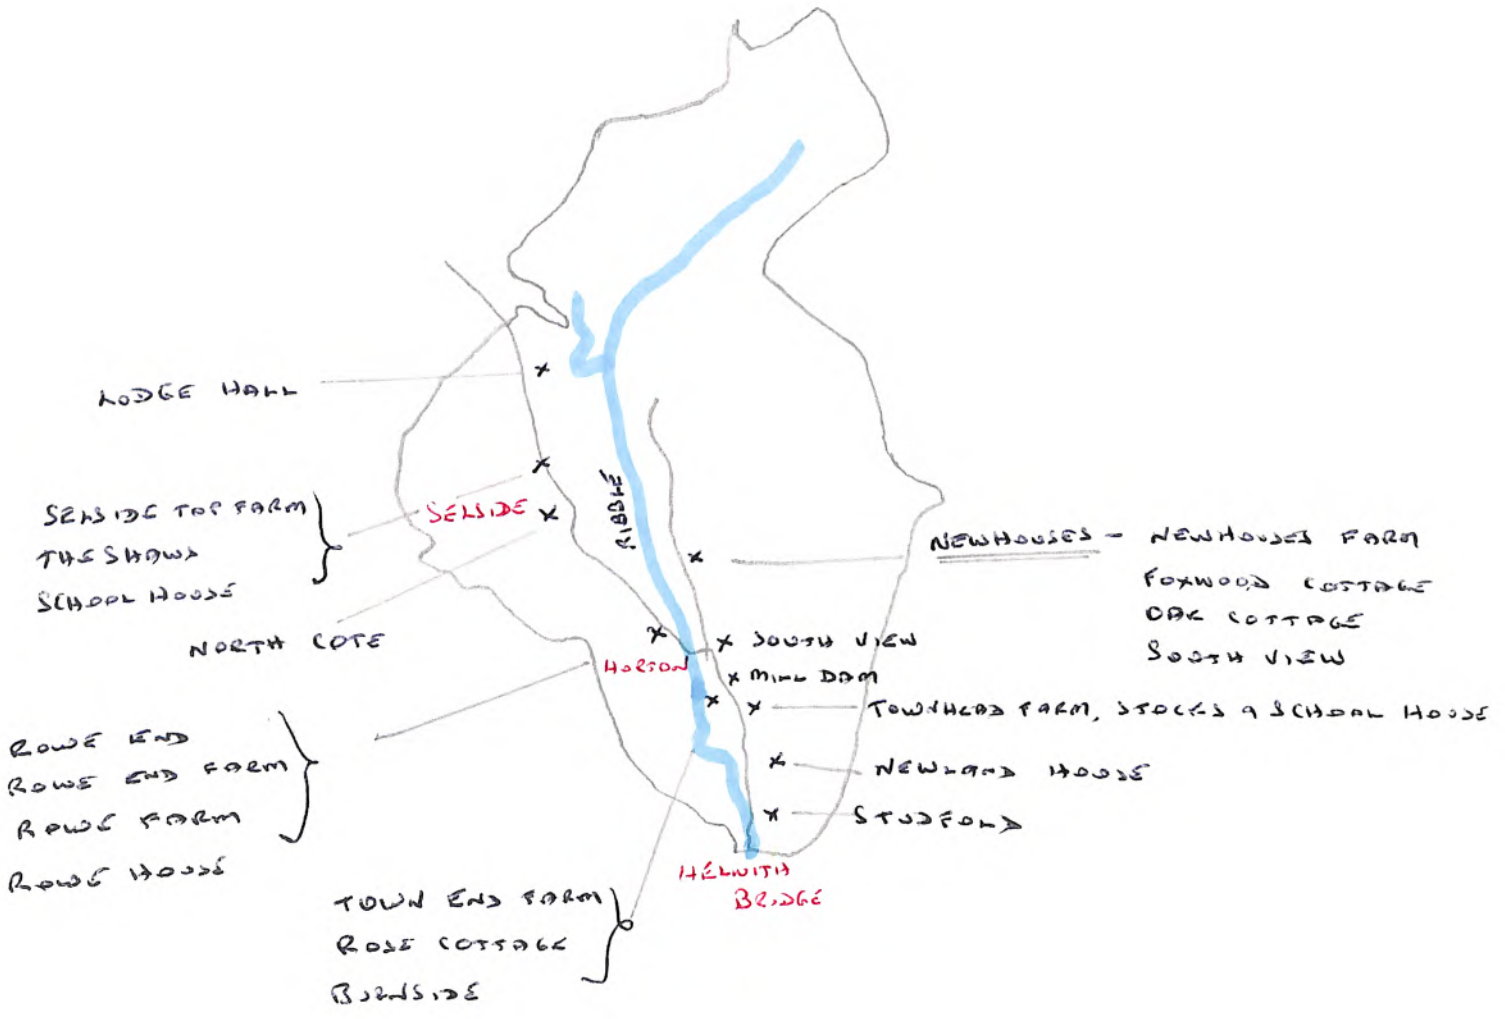 LODGE HALL
SELSIDE TOP FARM
THE SHAWS
SCHOOL HOUSE
SELSIDE
NORTH COTE
RIBBLE
NEWHOUSES - NEWHOUSES FARM
FOXWOOD COTTAGE
OAK COTTAGE
SOUTH VIEW
HORTON
SOUTH VIEW
MILL DAM
TOWNHEAD FARM, STOCKS & SCHOOL HOUSE
NEWLAND HOUSE
STUDFOLD
ROWE END
ROWE END FARM
ROWE FARM
ROWE HOUSE
HELWITH
BRIDGE
TOWN END FARM
ROSE COTTAGE
BURNSIDE